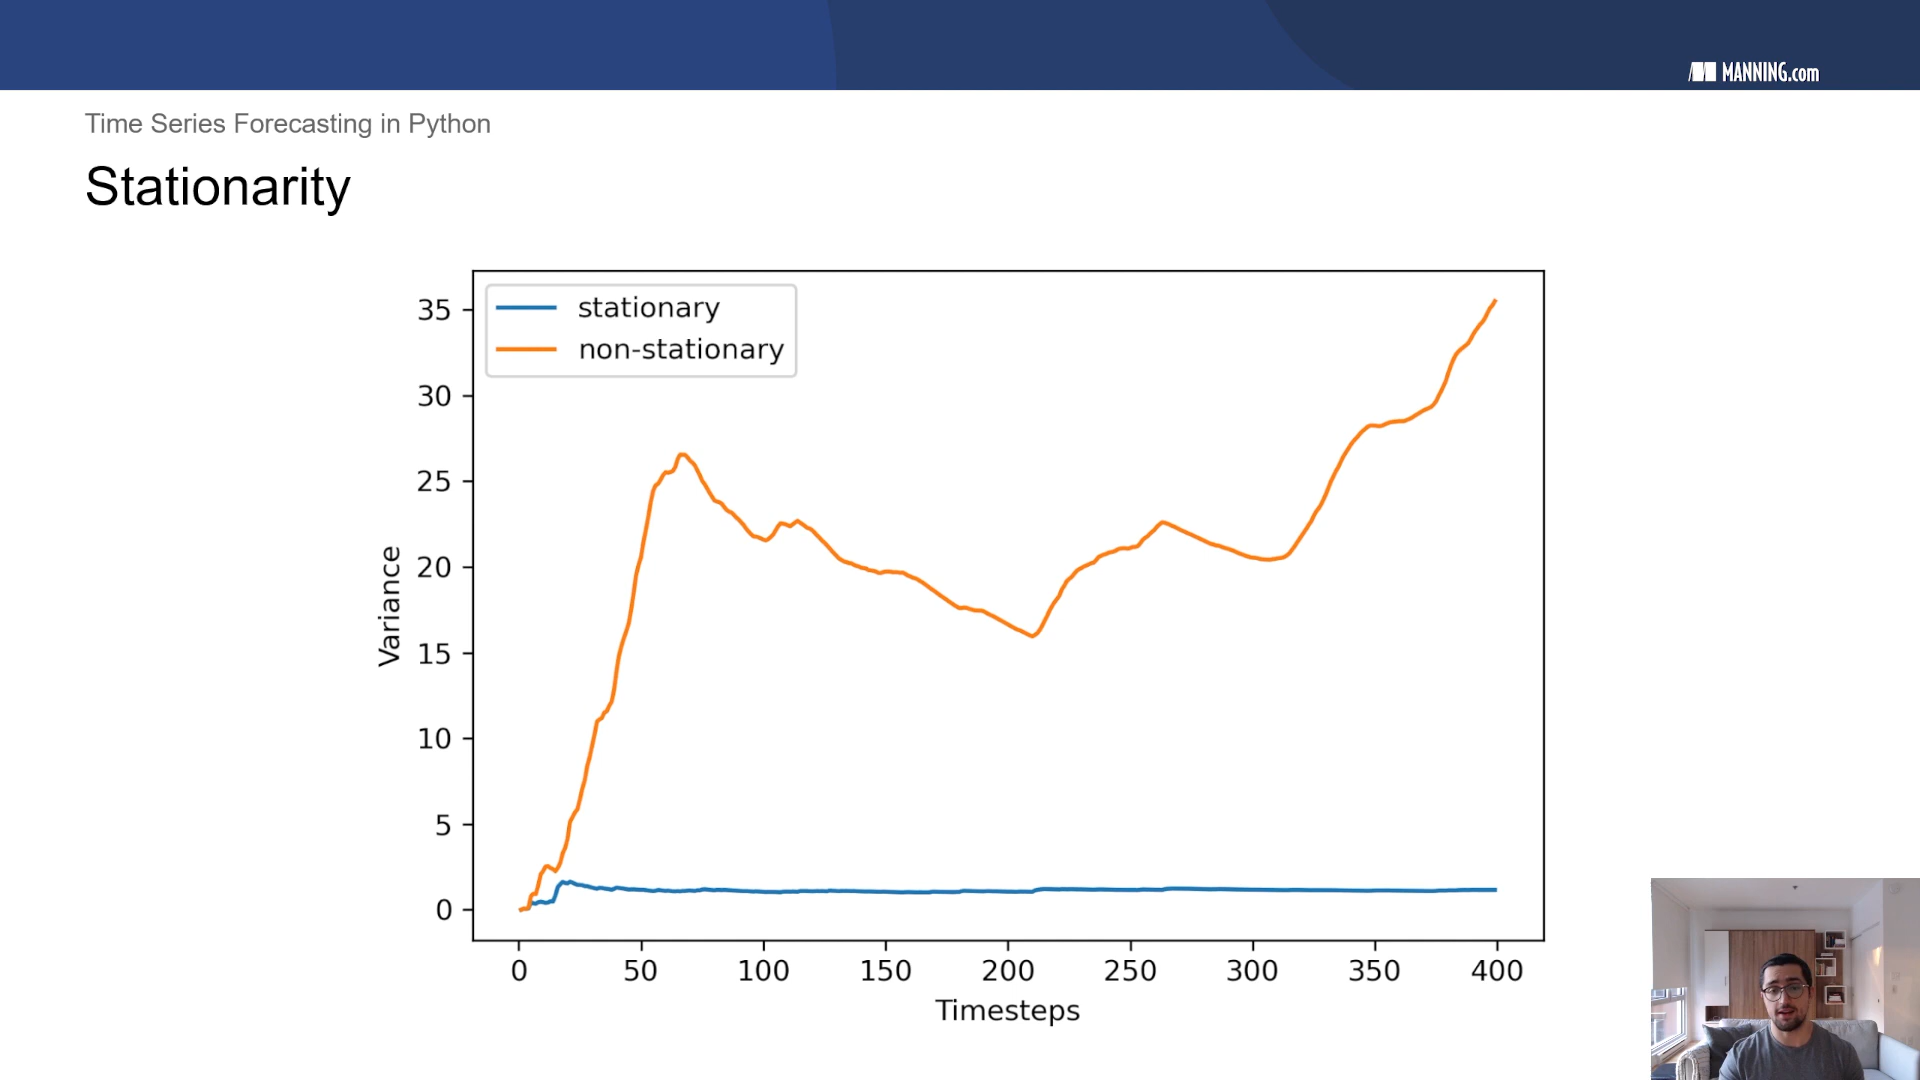 MANNING.com
Time Series Forecasting in Python
Stationarity
stationary
non-stationary
35
30
25
20
15
10
5
0
Variance
0 50 100 150 200 250 300 350 400
Timesteps